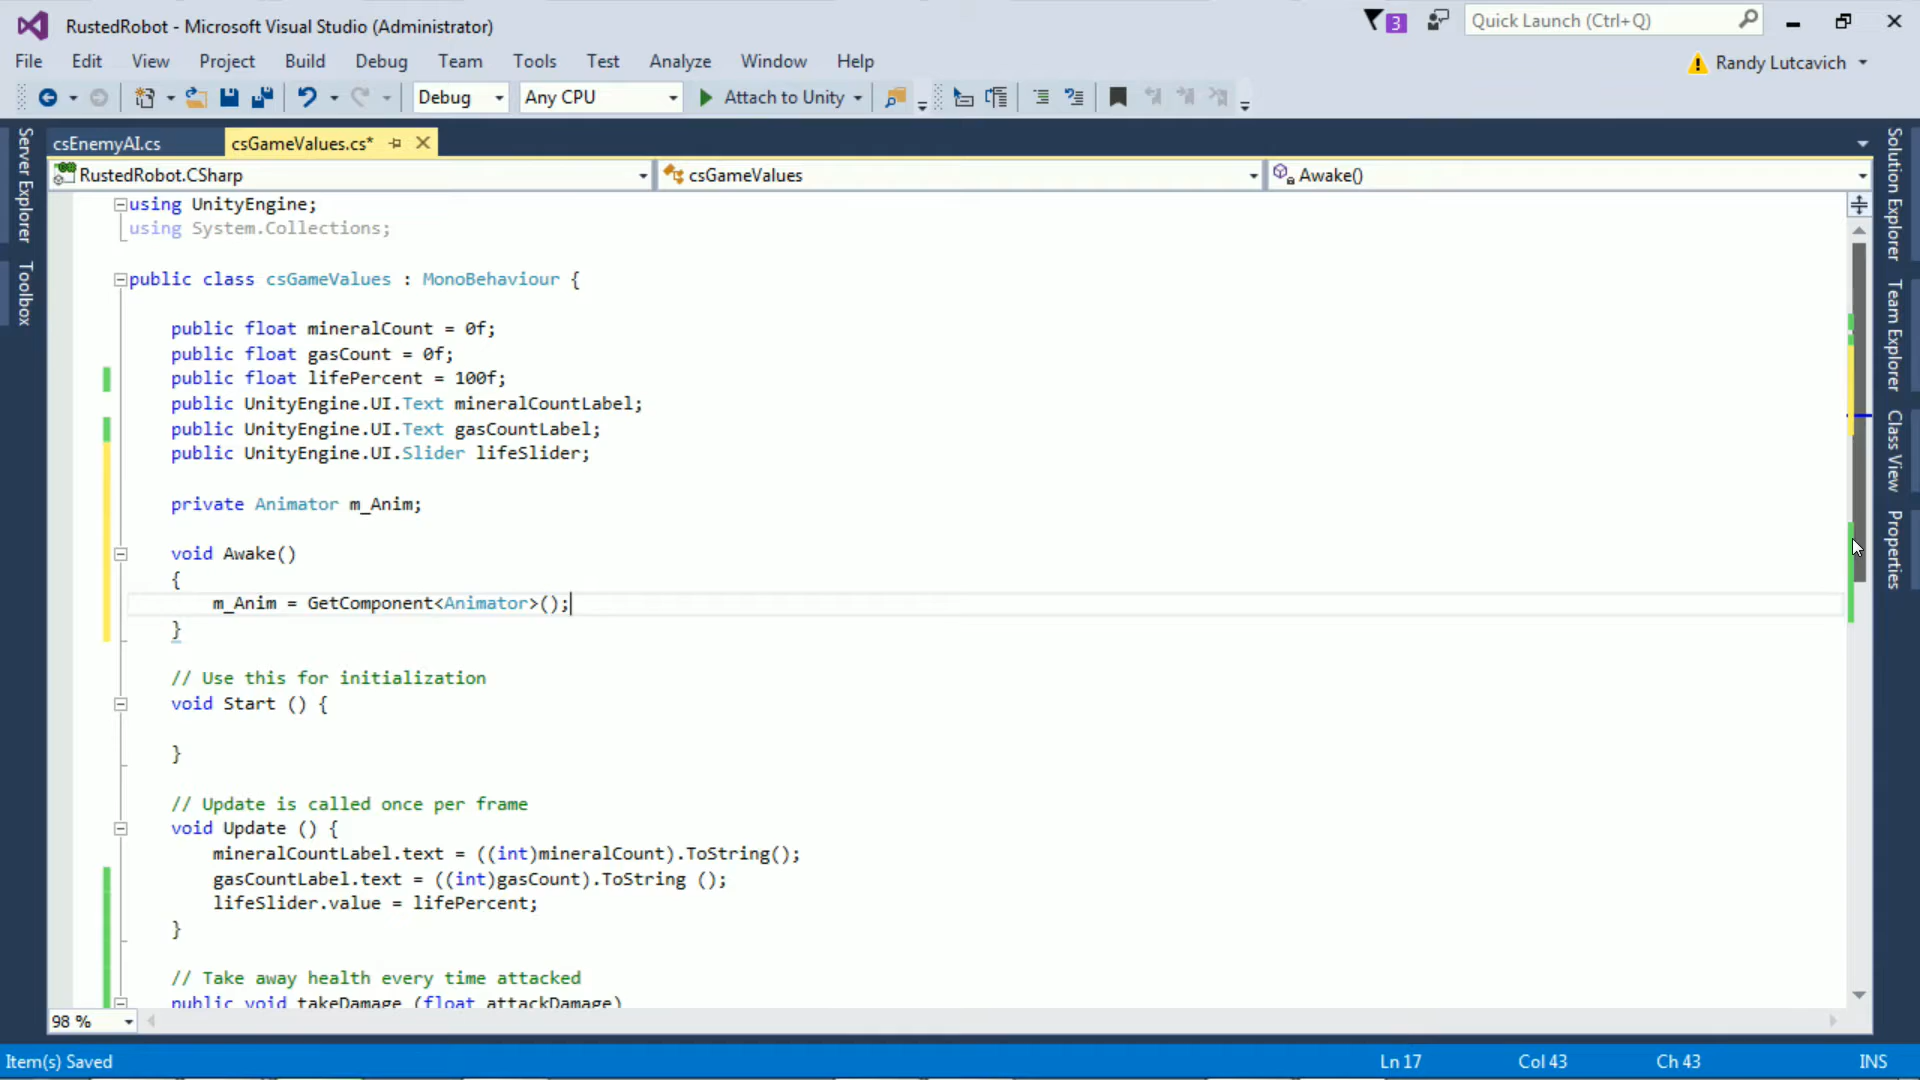 RustedRobot - Microsoft Visual Studio (Administrator)
3
Quick Launch (Ctrl+Q)
File Edit View Project Build Debug Team Tools Test Analyze Window Help
Randy Lutcavich
Debug Any CPU Attach to Unity
Server Explorer
Toolbox
csEnemyAI.cs csGameValues.cs*
RustedRobot.CSharp csGameValues Awake()
using UnityEngine;
using System.Collections;
public class csGameValues : MonoBehaviour {
public float mineralCount = 0f;
public float gasCount = 0f;
public float lifePercent = 100f;
public UnityEngine.UI.Text mineralCountLabel;
public UnityEngine.UI.Text gasCountLabel;
public UnityEngine.UI.Slider lifeSlider;
private Animator m_Anim;
void Awake()
{
m_Anim = GetComponent<Animator>();
}
// Use this for initialization
void Start () {
}
// Update is called once per frame
void Update () {
mineralCountLabel.text = ((int)mineralCount).ToString();
gasCountLabel.text = ((int)gasCount).ToString ();
lifeSlider.value = lifePercent;
}
// Take away health every time attacked
public void takeDamage (float attackDamage)
Solution Explorer
Team Explorer
Class View
Properties
98 %
Item(s) Saved Ln 17 Col 43 Ch 43 INS